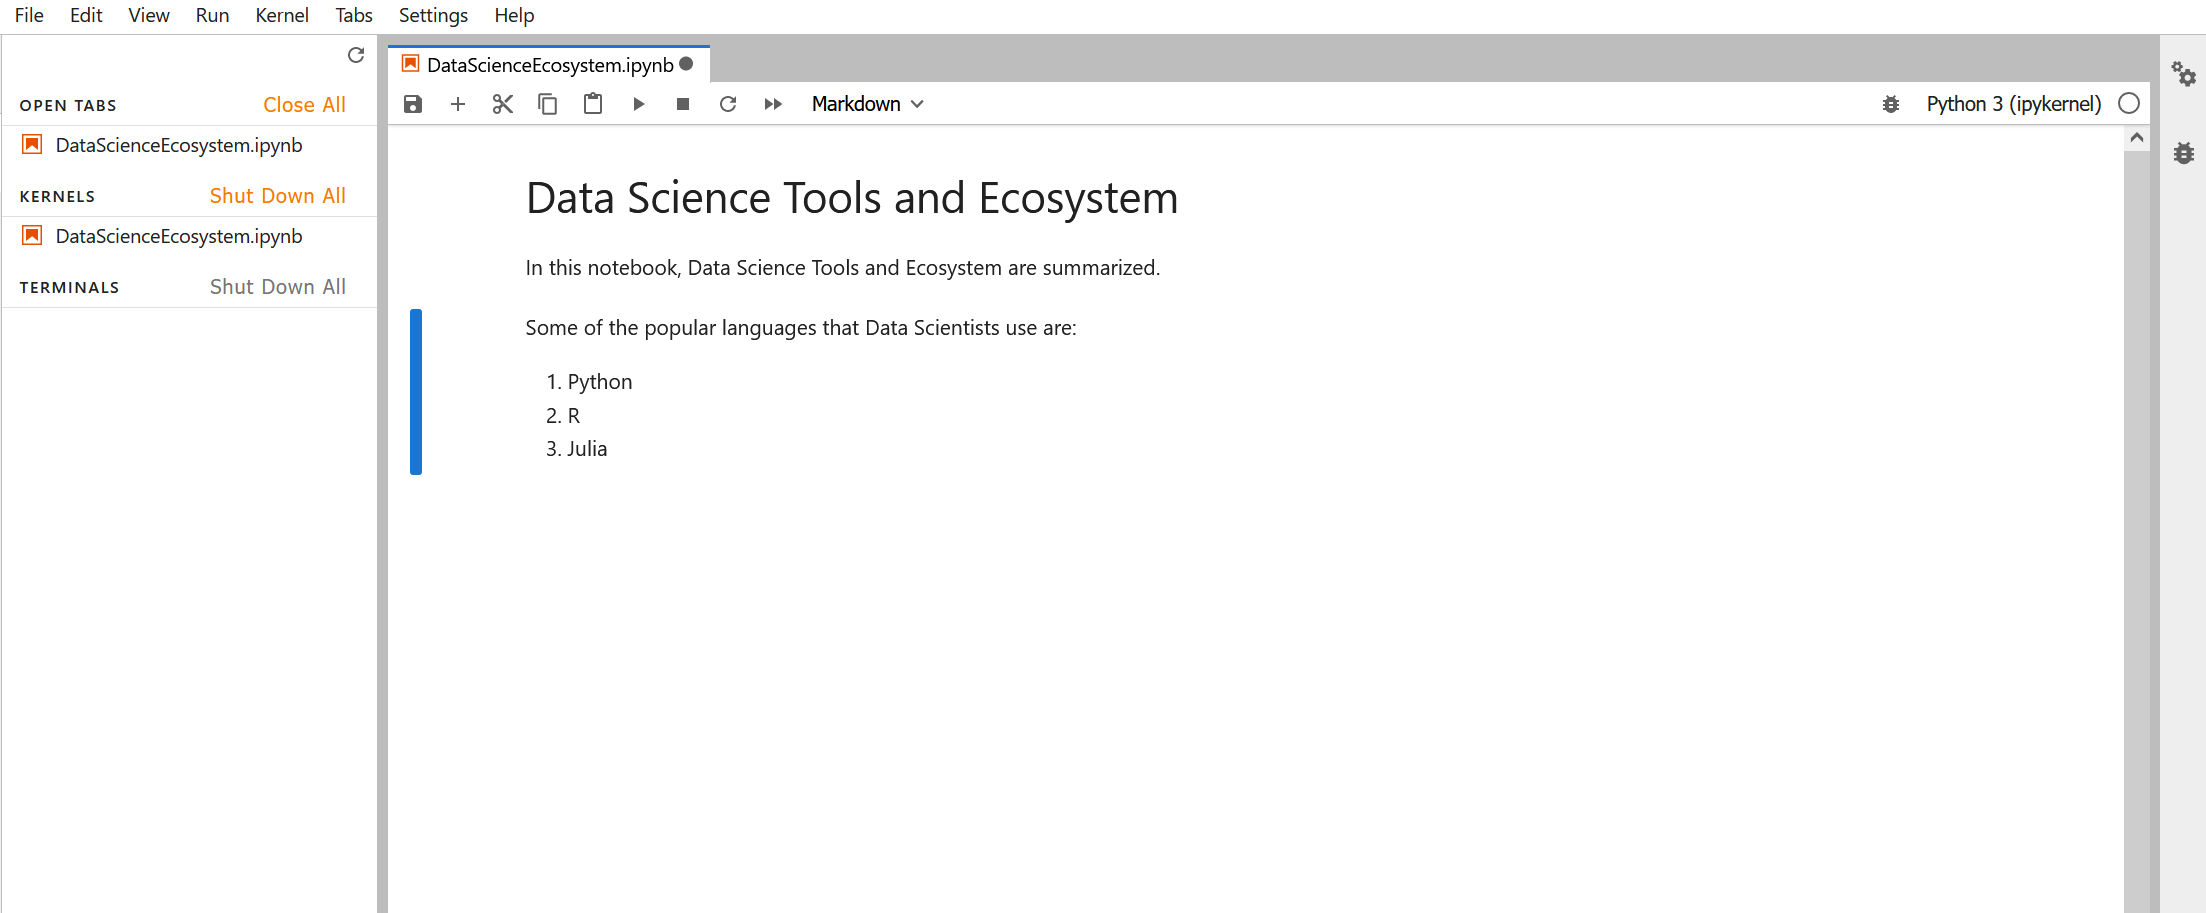 File Edit View Run Kernel Tabs Settings Help
OPEN TABS Close All
DataScienceEcosystem.ipynb
KERNELS Shut Down All
DataScienceEcosystem.ipynb
TERMINALS Shut Down All
DataScienceEcosystem.ipynb
Markdown Python 3 (ipykernel)
Data Science Tools and Ecosystem
In this notebook, Data Science Tools and Ecosystem are summarized.
Some of the popular languages that Data Scientists use are:
1. Python
2. R
3. Julia